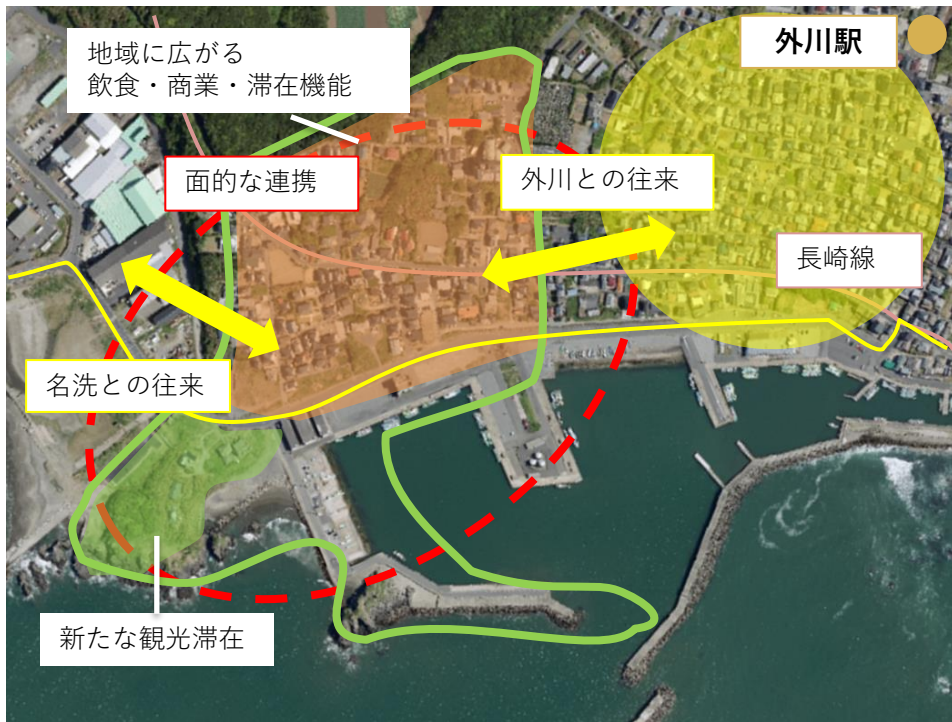 外川駅
地域に広がる
飲食・商業・滞在機能
面的な連携
外川との往来
長崎線
名洗との往来
新たな観光滞在